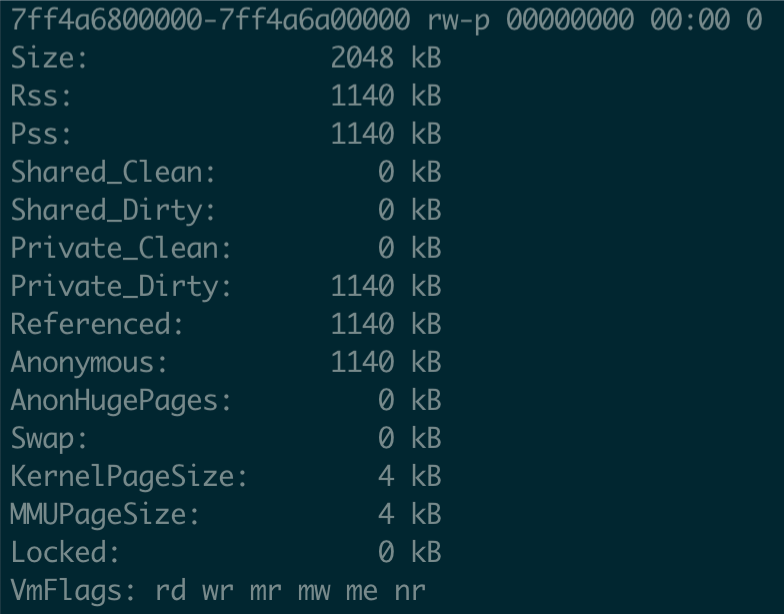 7ff4a6800000-7ff4a6a00000 rw-p 00000000 00:00 0
Size: 2048 kB
Rss: 1140 kB
Pss: 1140 kB
Shared_Clean: 0 kB
Shared_Dirty: 0 kB
Private_Clean: 0 kB
Private_Dirty: 1140 kB
Referenced: 1140 kB
Anonymous: 1140 kB
AnonHugePages: 0 kB
Swap: 0 kB
KernelPageSize: 4 kB
MMUPageSize: 4 kB
Locked: 0 kB
VmFlags: rd wr mr mw me nr